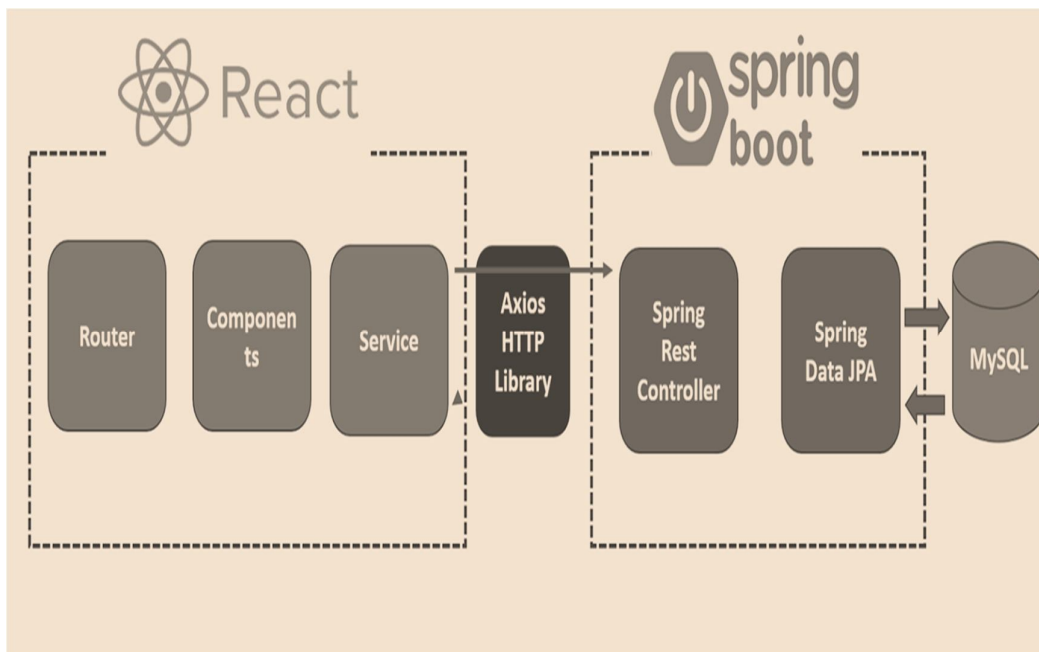 React
spring
boot
Router
Componen
ts
Service
Axios
HTTP
Library
Spring
Rest
Controller
Spring
Data JPA
MySQL